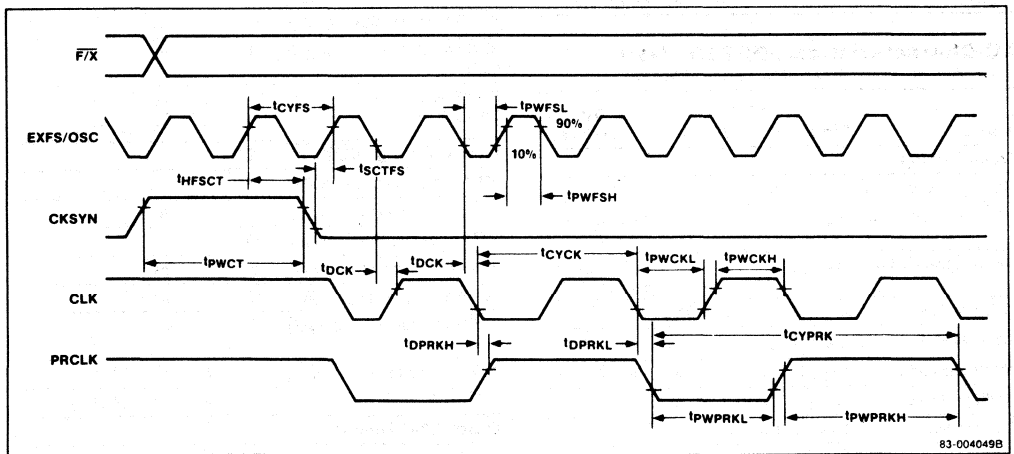 F/X
tCYFS
tPWFSL
EXFS/OSC
90%
10%
tSCTFS
tHFSCT
tPWFSH
CKSYN
tPWCT
tDCK
tDCK
tCYCK
tPWCKL
tPWCKH
CLK
tCYPRK
tDPRKH
tDPRKL
PRCLK
tPWPRKL
tPWPRKH
83-004049B